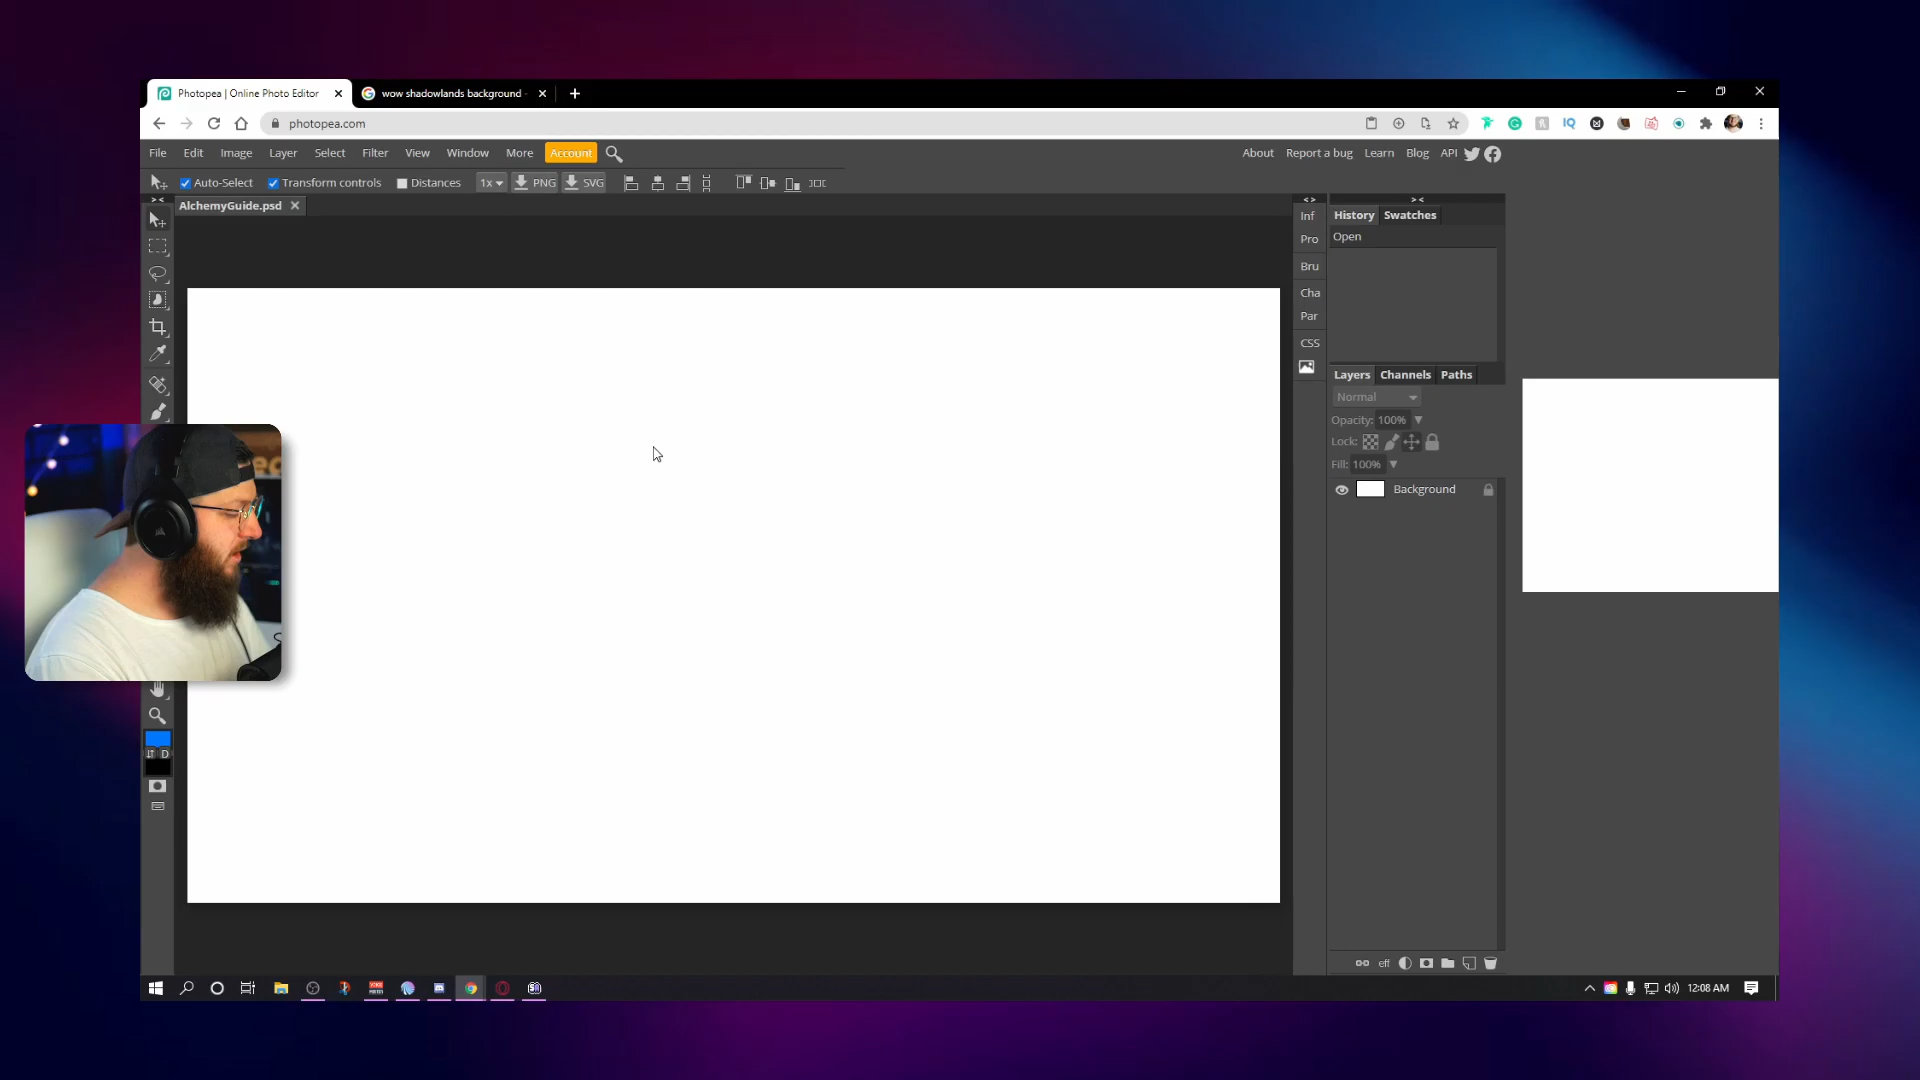 Photopea | Online Photo Editor
wow shadowlands background
photopea.com
File Edit Image Layer Select Filter View Window More Account
About Report a bug Learn Blog API
Auto-Select Transform controls Distances 1x PNG SVG
AlchemyGuide.psd
Inf
Pro
Bru
Cha
Par
CSS
History Swatches
Open
Layers Channels Paths
Normal
Opacity: 100%
Lock:
Fill: 100%
Background
D
eff
12:08 AM